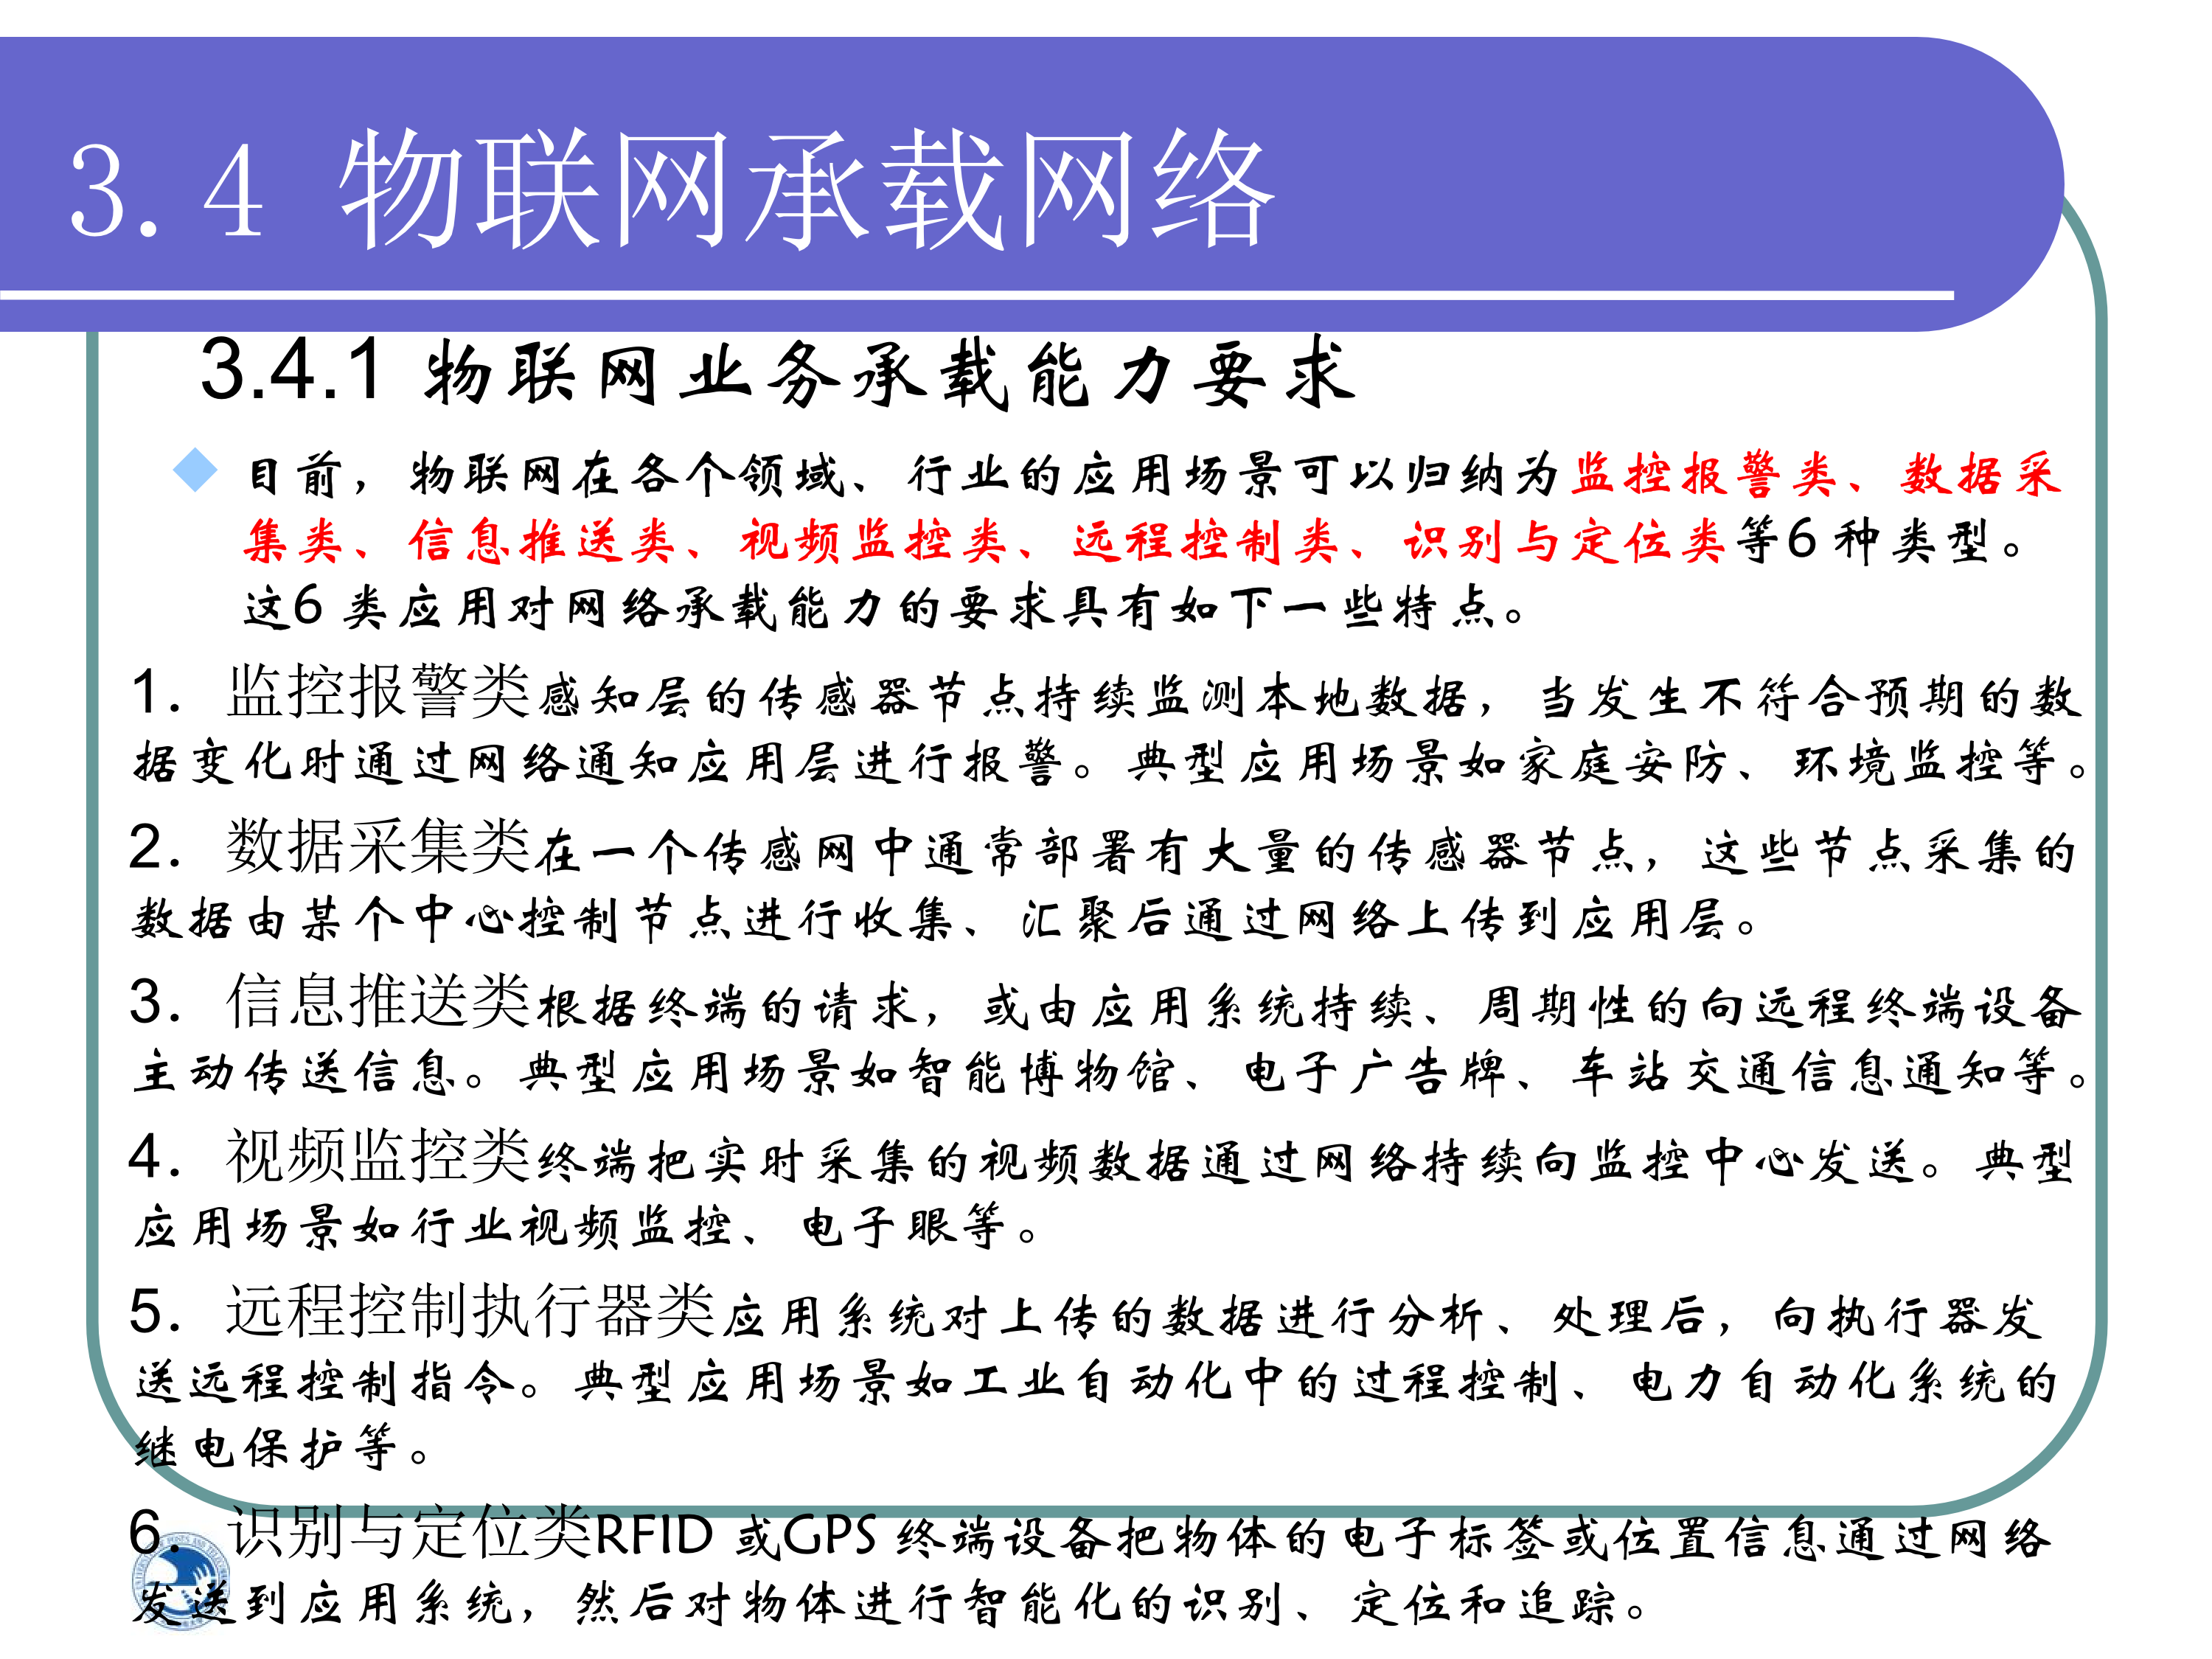 3.4 物联网承载网络
3.4.1 物联网业务承载能力要求
目前，物联网在各个领域、行业的应用场景可以归纳为监控报警类、数据采
集类、信息推送类、视频监控类、远程控制类、识别与定位类等6 种类型。
这6 类应用对网络承载能力的要求具有如下一些特点。
1．监控报警类感知层的传感器节点持续监测本地数据，当发生不符合预期的数
据变化时通过网络通知应用层进行报警。典型应用场景如家庭安防、环境监控等。
2．数据采集类在一个传感网中通常部署有大量的传感器节点，这些节点采集的
数据由某个中心控制节点进行收集、汇聚后通过网络上传到应用层。
3．信息推送类根据终端的请求，或由应用系统持续、周期性的向远程终端设备
主动传送信息。典型应用场景如智能博物馆、电子广告牌、车站交通信息通知等。
4．视频监控类终端把实时采集的视频数据通过网络持续向监控中心发送。典型
应用场景如行业视频监控、电子眼等。
5．远程控制执行器类应用系统对上传的数据进行分析、处理后，向执行器发
送远程控制指令。典型应用场景如工业自动化中的过程控制、电力自动化系统的
继电保护等。
6．识别与定位类RFID 或GPS 终端设备把物体的电子标签或位置信息通过网络
发送到应用系统，然后对物体进行智能化的识别、定位和追踪。